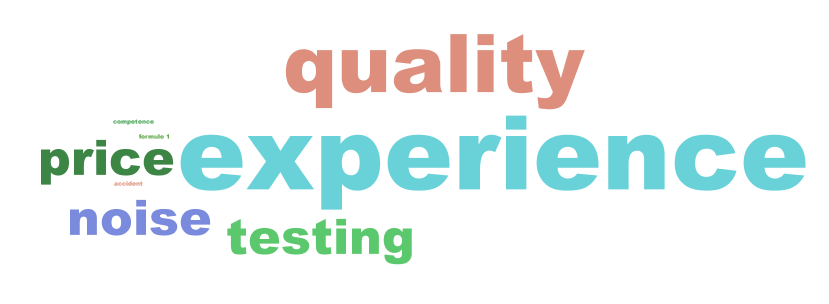 quality
competence
formule 1
price experience
accident
noise
testing